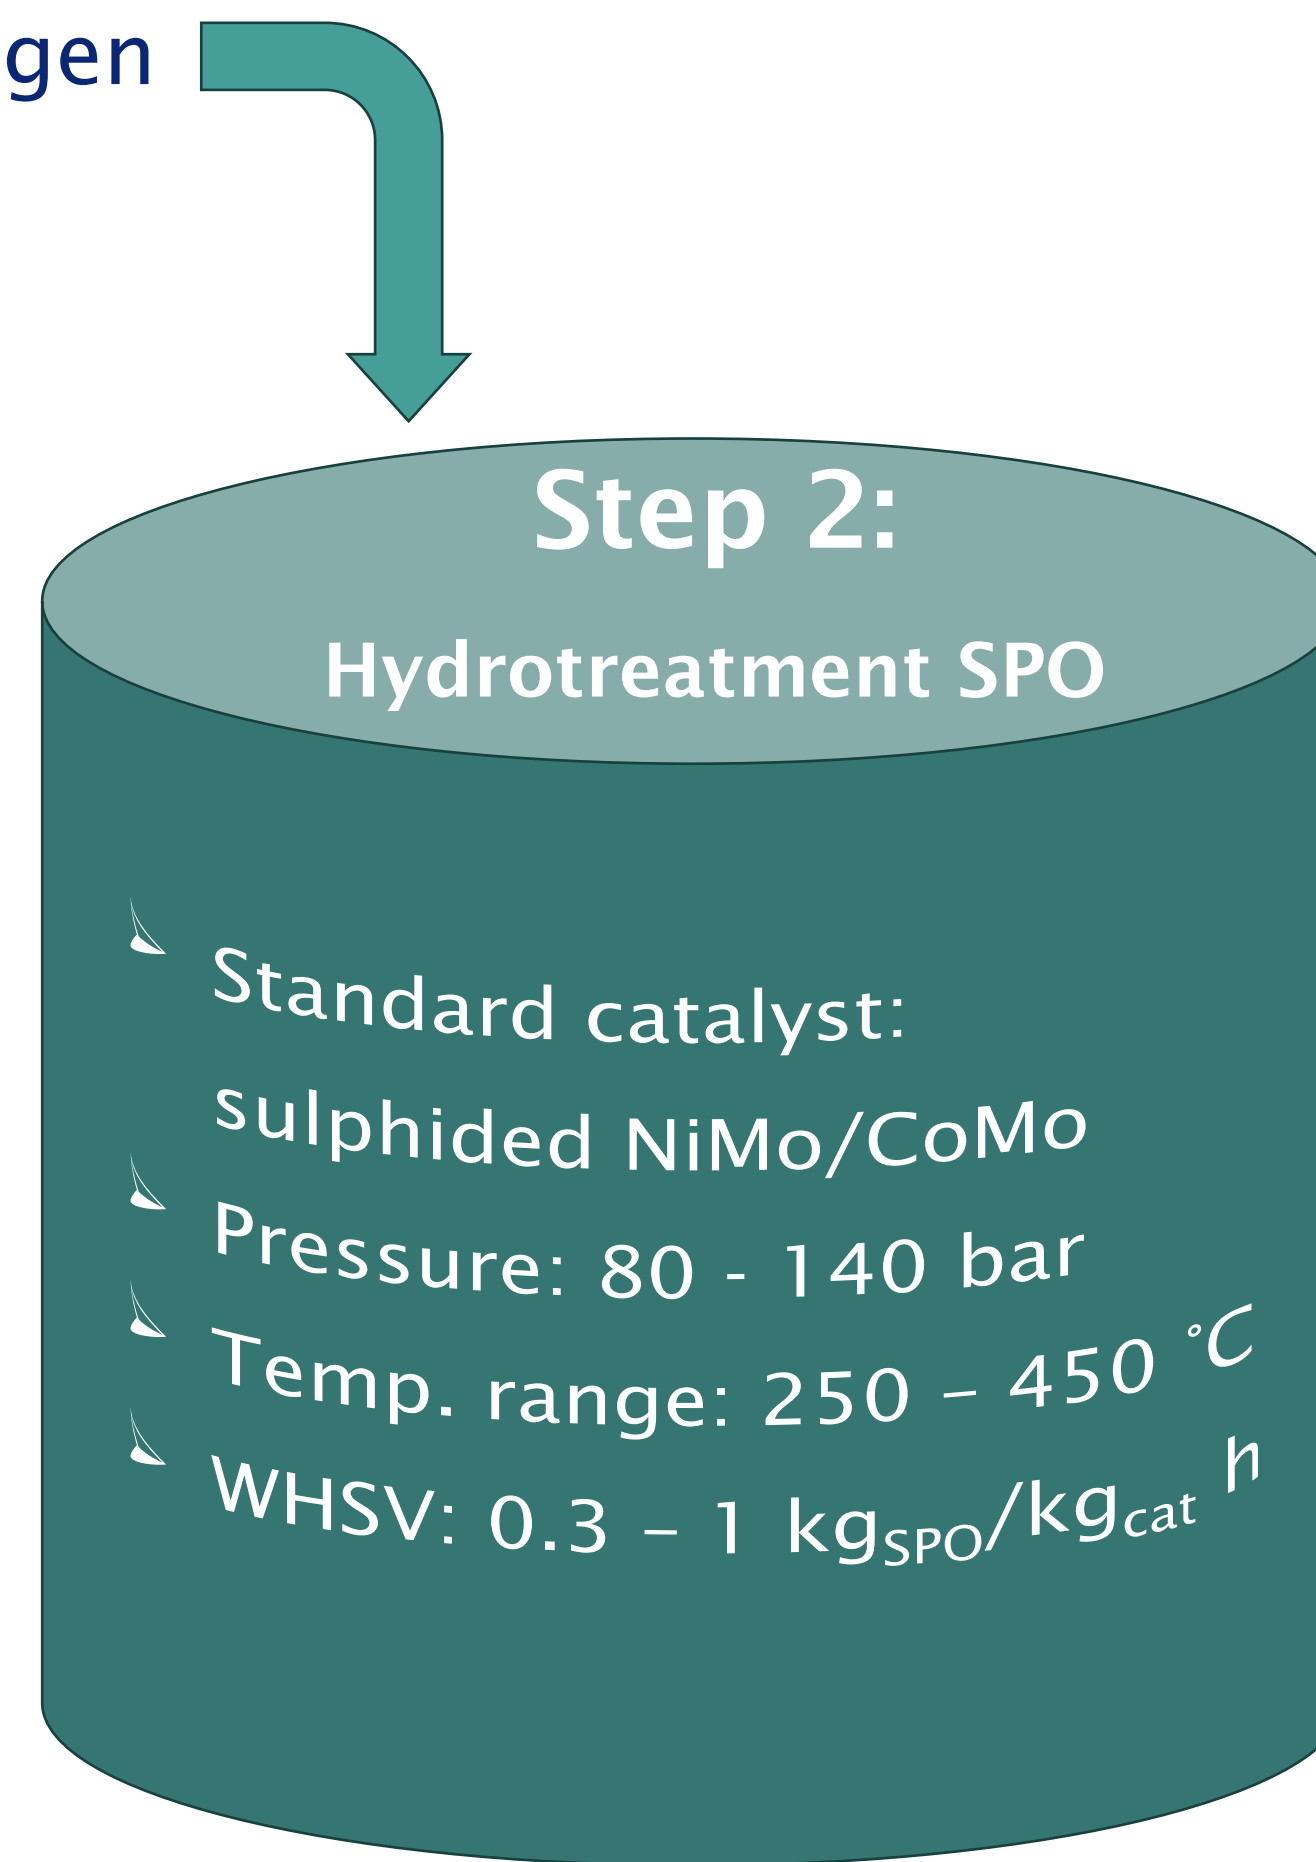 gen
Step 2:
Hydrotreatment SPO
Standard catalyst:
sulphided NiMo/CoMo
Pressure: 80 - 140 bar
Temp. range: 250 – 450 °C
WHSV: 0.3 – 1 kgSPO/kgcat h